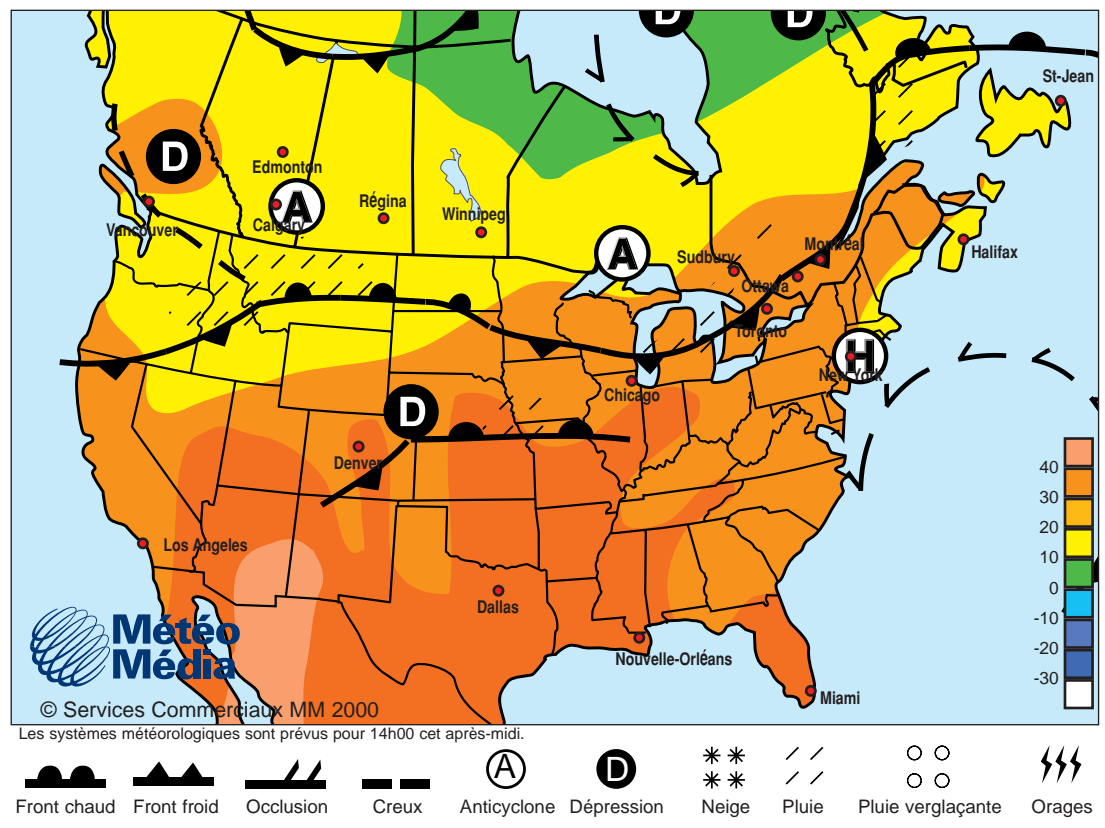 D
D
St-Jean
D
Edmonton
A
Calgary
Régina
Winnipeg
Vancouver
A
Sudbury
Montréal
Halifax
Ottawa
Toronto
H
New York
Chicago
D
Denver
40
30
20
10
0
-10
-20
-30
Los Angeles
Dallas
Nouvelle-Orléans
Miami
Météo
Média
© Services Commerciaux MM 2000
Les systèmes météorologiques sont prévus pour 14h00 cet après-midi.
A
D
Front chaud
Front froid
Occlusion
Creux
Anticyclone
Dépression
Neige
Pluie
Pluie verglaçante
Orages